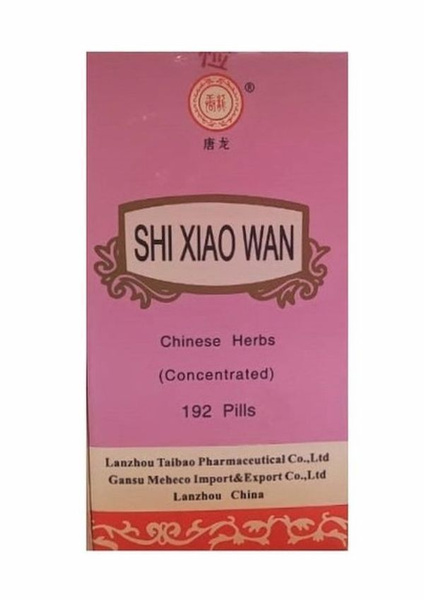 ®
唐龙
SHI XIAO WAN
Chinese Herbs
(Concentrated)
192 Pills
Lanzhou Taibao Pharmaceutical Co.,Ltd
Gansu Meheco Import&Export Co.,Ltd
Lanzhou China